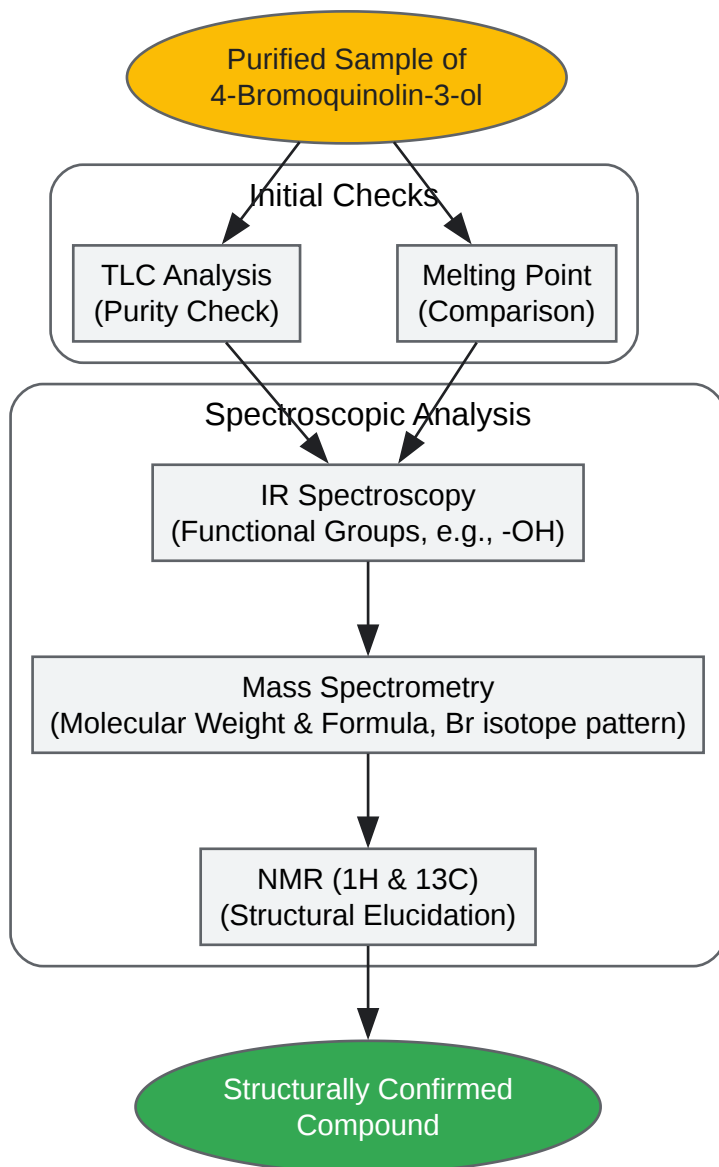 Purified Sample of
4-Bromoquinolin-3-ol
Initial Checks
TLC Analysis
(Purity Check)
Melting Point
(Comparison)
Spectroscopic Analysis
IR Spectroscopy
(Functional Groups, e.g., -OH)
Mass Spectrometry
(Molecular Weight & Formula, Br isotope pattern)
NMR (1H & 13C)
(Structural Elucidation)
Structurally Confirmed
Compound